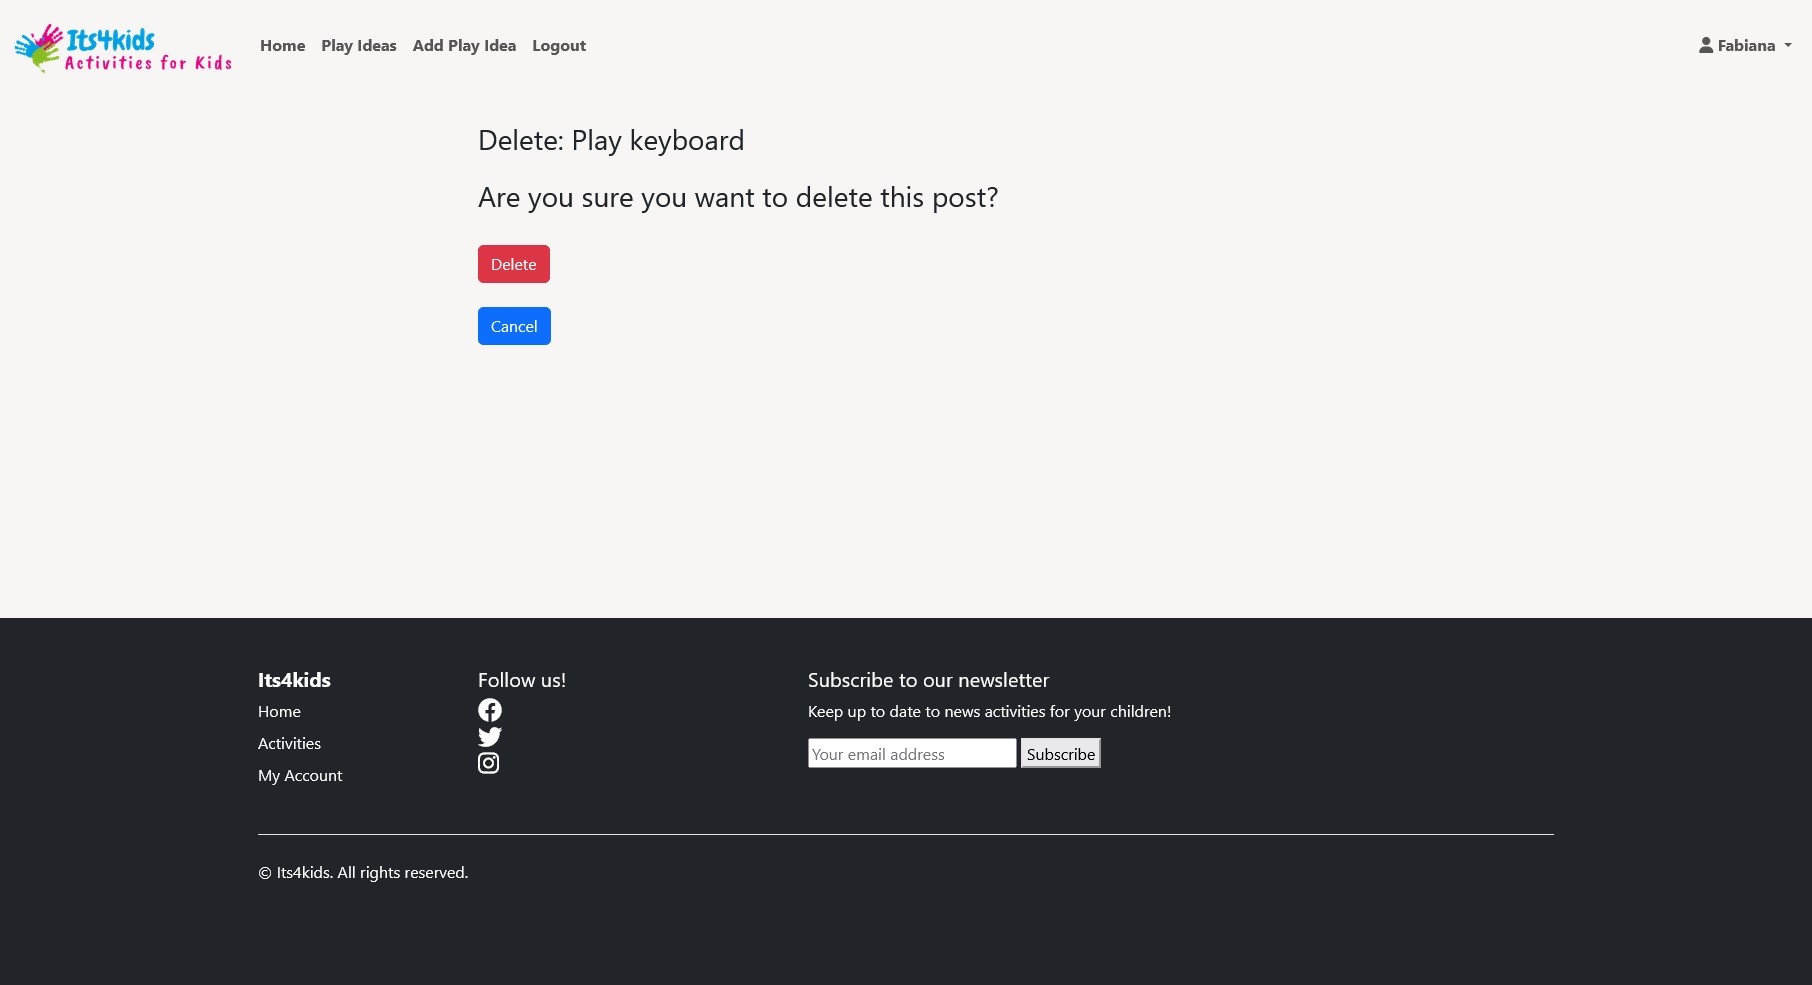 Its4kids
Activities for Kids
Home Play Ideas Add Play Idea Logout
Fabiana
Delete: Play keyboard
Are you sure you want to delete this post?
Delete
Cancel
Its4kids
Home
Activities
My Account
Follow us!
Subscribe to our newsletter
Keep up to date to news activities for your children!
Your email address Subscribe
© Its4kids. All rights reserved.